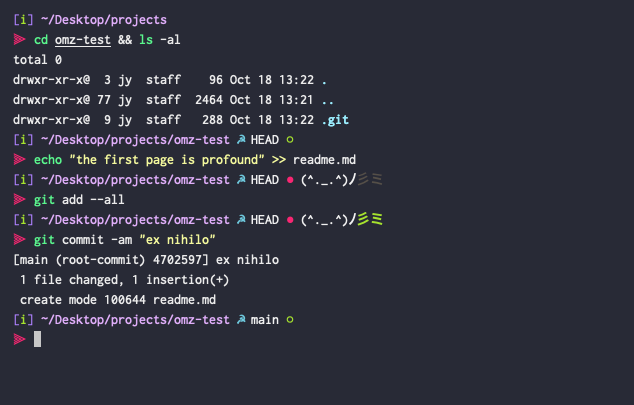 [i] ~/Desktop/projects
⫸ cd omz-test && ls -al
total 0
drwxr-xr-x@  3 jy  staff    96 Oct 18 13:22 .
drwxr-xr-x@ 77 jy  staff  2464 Oct 18 13:21 ..
drwxr-xr-x@  9 jy  staff   288 Oct 18 13:22 .git
[i] ~/Desktop/projects/omz-test ☭ HEAD ○
⫸ echo "the first page is profound" >> readme.md
[i] ~/Desktop/projects/omz-test ☭ HEAD ● (^._.^)ﾉ彡ミ
⫸ git add --all
[i] ~/Desktop/projects/omz-test ☭ HEAD ● (^._.^)ﾉ彡ミ
⫸ git commit -am "ex nihilo"
[main (root-commit) 4702597] ex nihilo
 1 file changed, 1 insertion(+)
 create mode 100644 readme.md
[i] ~/Desktop/projects/omz-test ☭ main ○
⫸